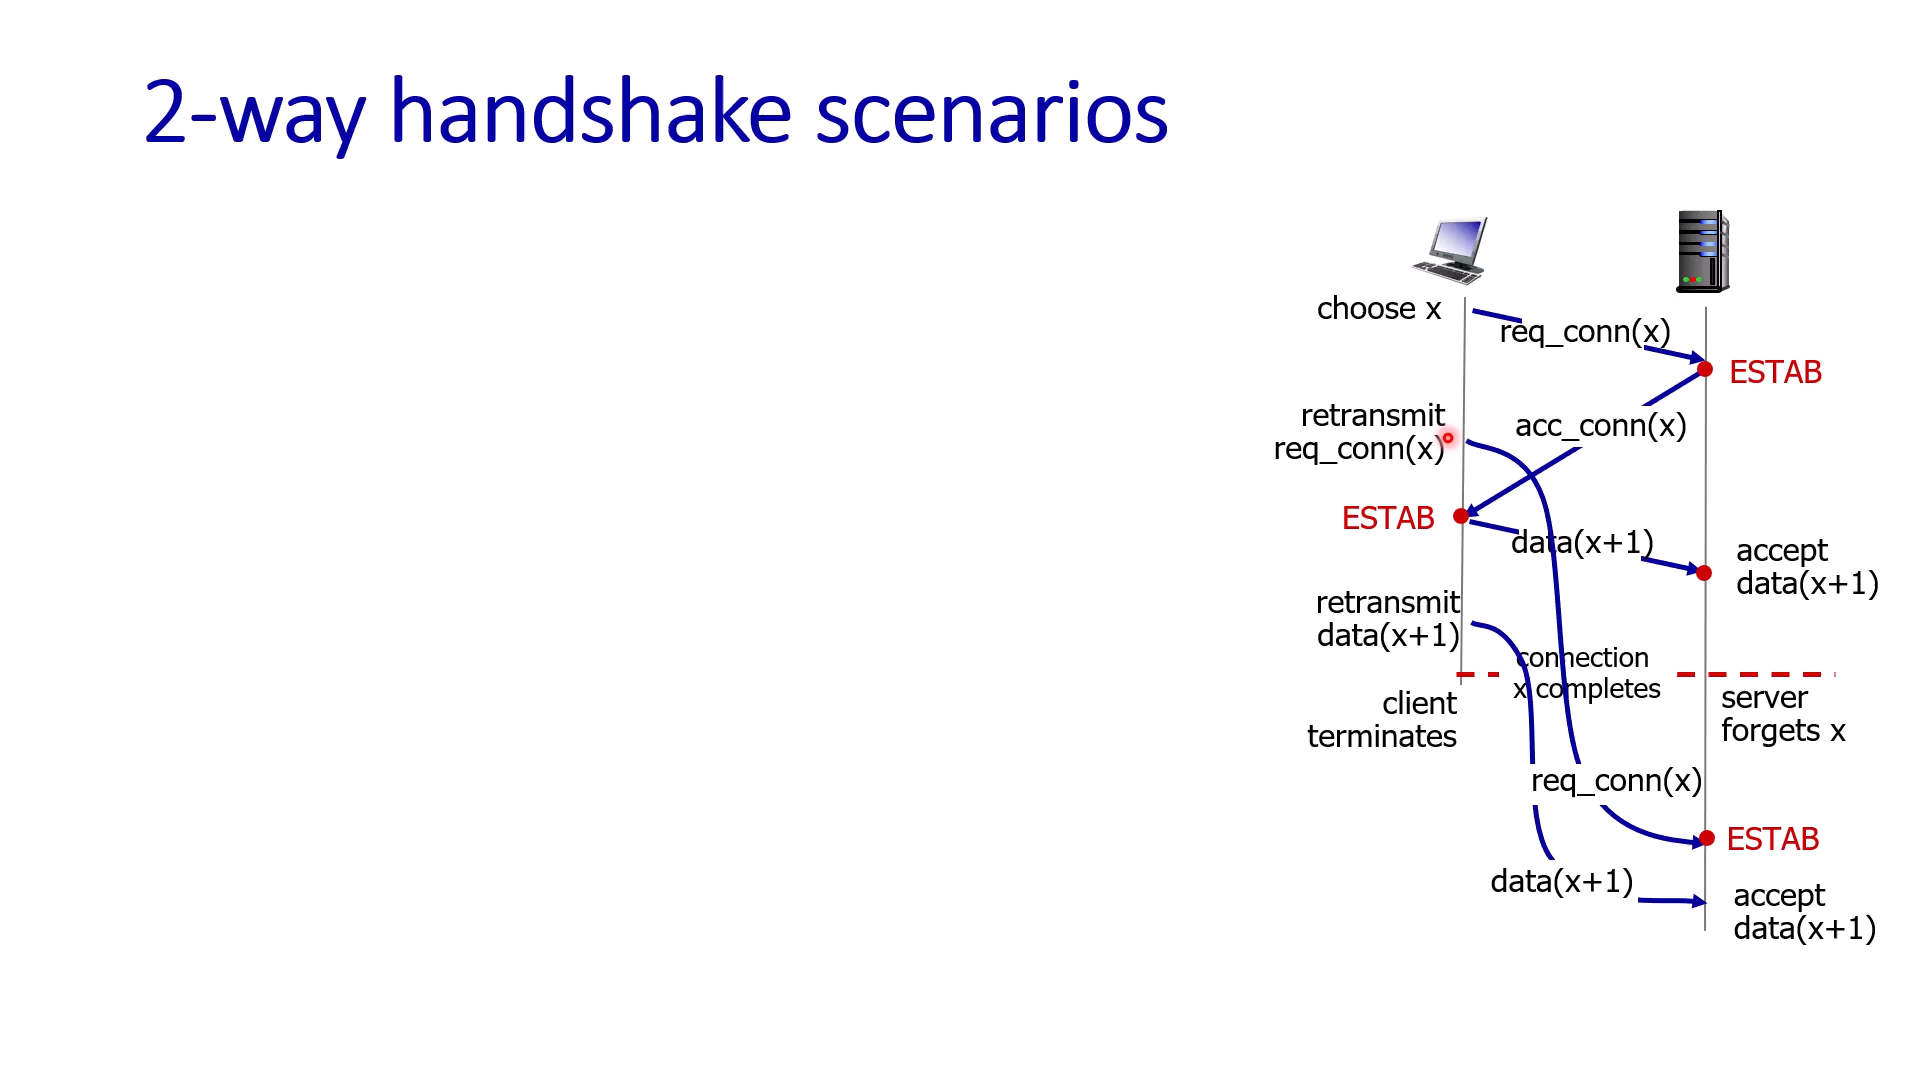 2-way handshake scenarios
choose x
req_conn(x)
ESTAB
retransmit
req_conn(x)
acc_conn(x)
ESTAB
data(x+1)
accept
data(x+1)
retransmit
data(x+1)
connection
x completes
client
terminates
server
forgets x
req_conn(x)
ESTAB
data(x+1)
accept
data(x+1)